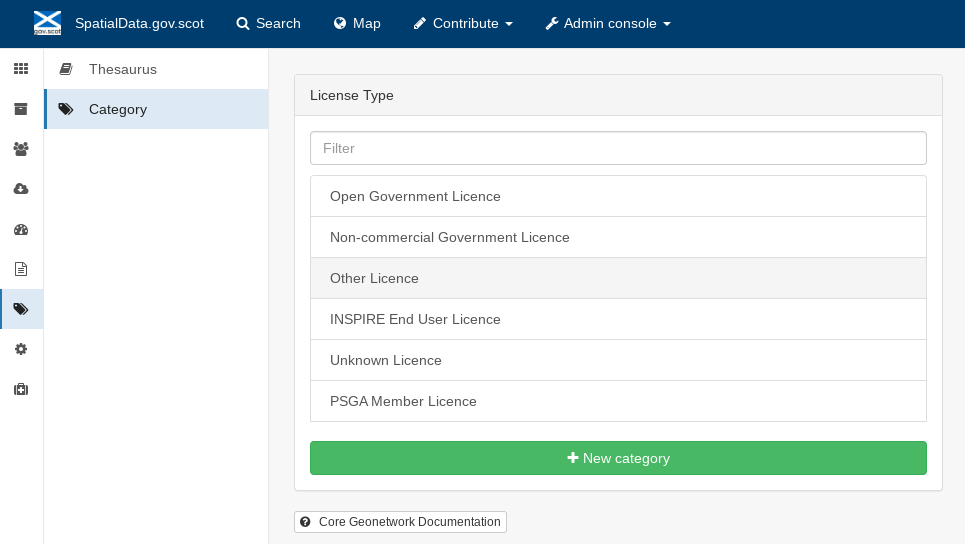 gov.scot SpatialData.gov.scot Search Map Contribute Admin console
Thesaurus
Category
License Type
Filter
Open Government Licence
Non-commercial Government Licence
Other Licence
INSPIRE End User Licence
Unknown Licence
PSGA Member Licence
New category
Core Geonetwork Documentation